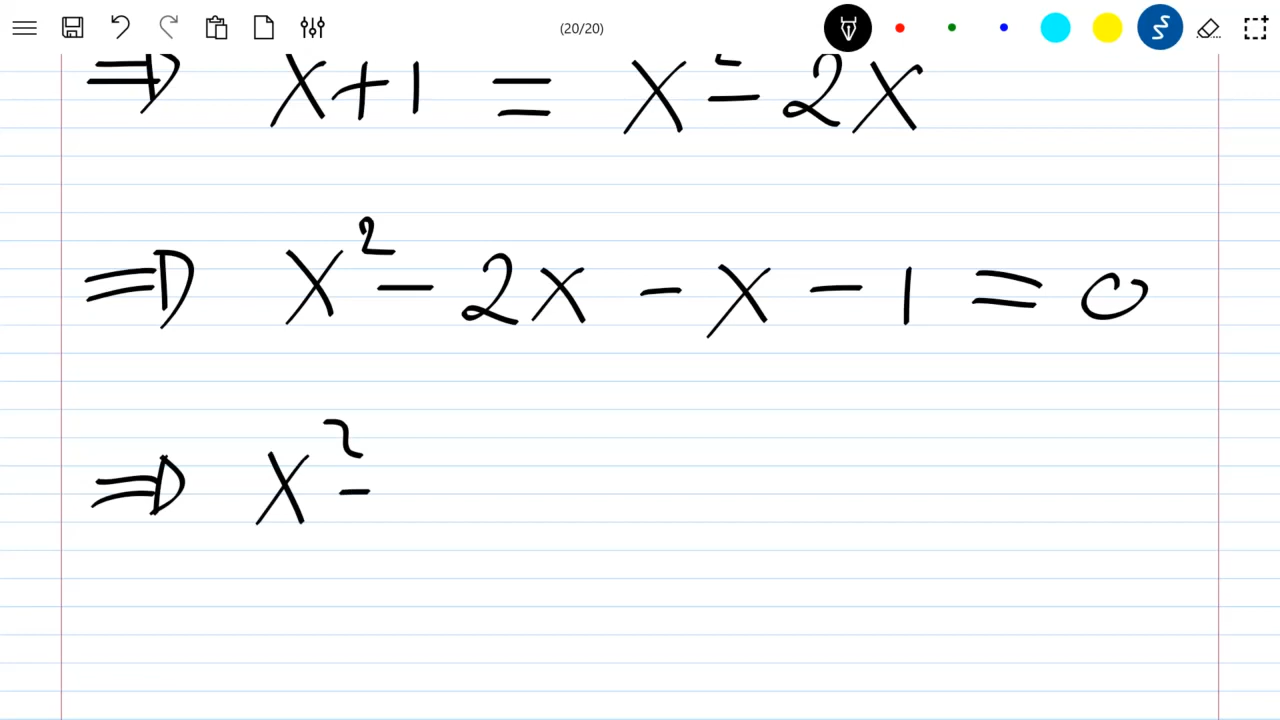 (20/20)
⇒ x+1 = x² - 2x
⇒ x² - 2x - x - 1 = 0
⇒ x² -